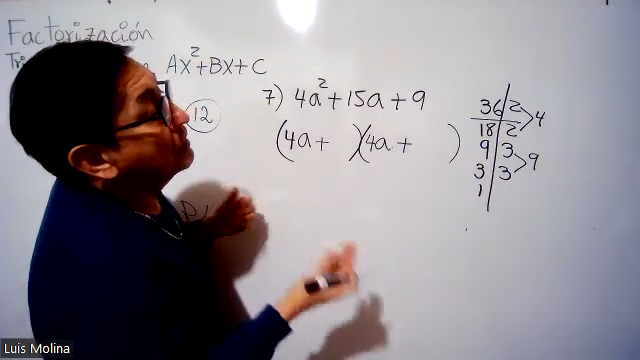 Factorización
Tri
AX²+BX+C
12
7) 4a²+15a+9
(4a+ )(4a+ )
36 2
18 2 >4
9 3
3 3 >9
1
Luis Molina